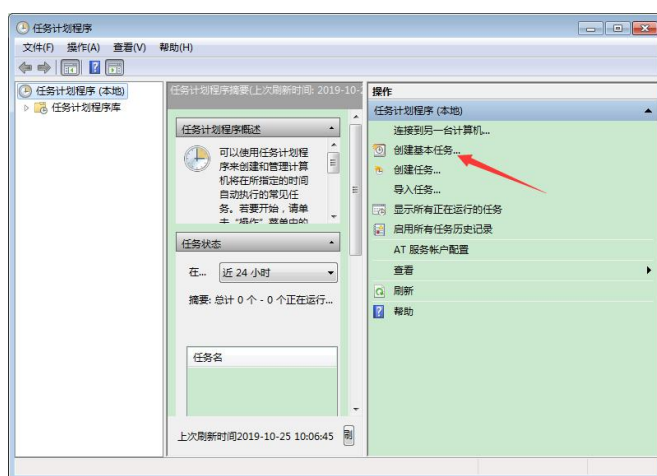 任务计划程序
文件(F) 操作(A) 查看(V) 帮助(H)
任务计划程序 (本地)
任务计划程序库
任务计划程序摘要(上次刷新时间: 2019-10-2
任务计划程序概述
可以使用任务计划程
序来创建和管理计算
机将在所指定的时间
自动执行的常见任
务。若要开始，请单
击“操作”菜单中的
任务状态
在... 近 24 小时
摘要: 总计 0 个 - 0 个正在运行...
任务名
上次刷新时间2019-10-25 10:06:45 刷
操作
任务计划程序 (本地)
连接到另一台计算机...
创建基本任务...
创建任务...
导入任务...
显示所有正在运行的任务
启用所有任务历史记录
AT 服务帐户配置
查看
刷新
帮助